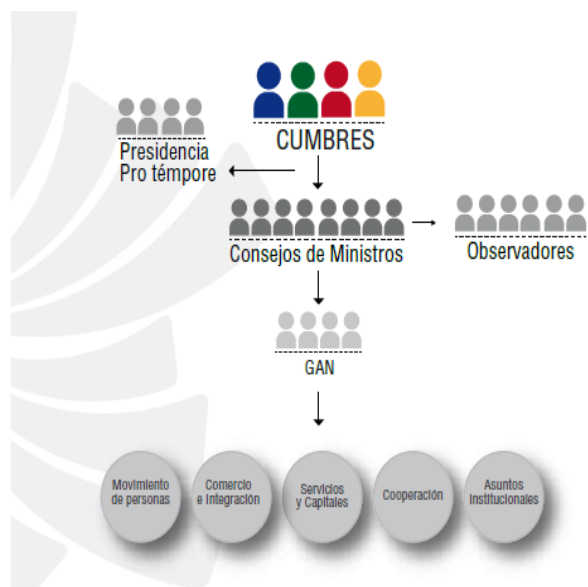 CUMBRES
Presidencia
Pro témpore
Consejos de Ministros
Observadores
GAN
Movimiento
de personas
Comercio
e Integración
Servicios
y Capitales
Cooperación
Asuntos
Institucionales